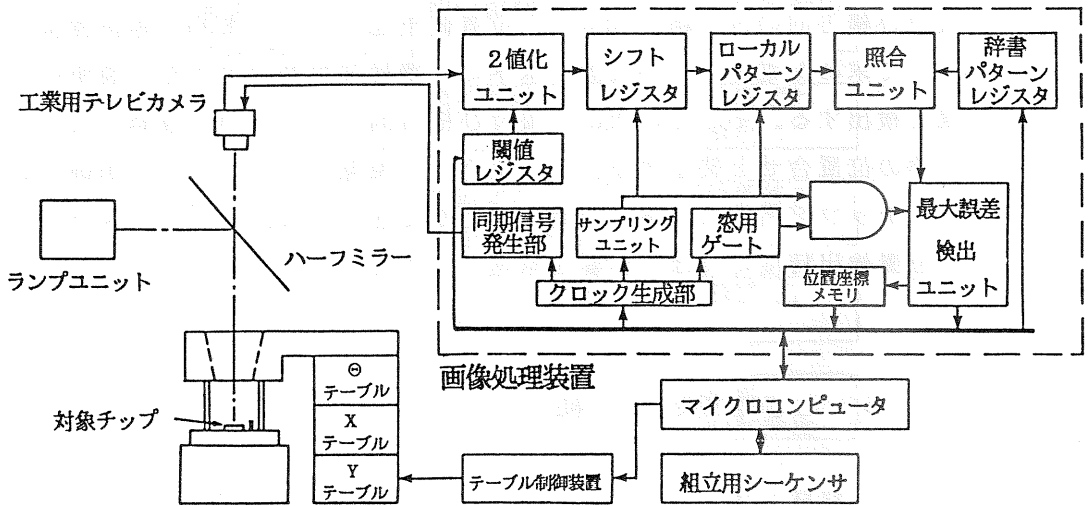 2値化
ユニット
シフト
レジスタ
ローカル
パターン
レジスタ
照合
ユニット
辞書
パターン
レジスタ
工業用テレビカメラ
閾値
レジスタ
同期信号
発生部
サンプリング
ユニット
窓用
ゲート
最大誤差
検出
ユニット
ハーフミラー
ランプユニット
クロック生成部
位置座標
メモリ
画像処理装置
Θ
テーブル
対象チップ
X
テーブル
Y
テーブル
マイクロコンピュータ
テーブル制御装置
組立用シーケンサ